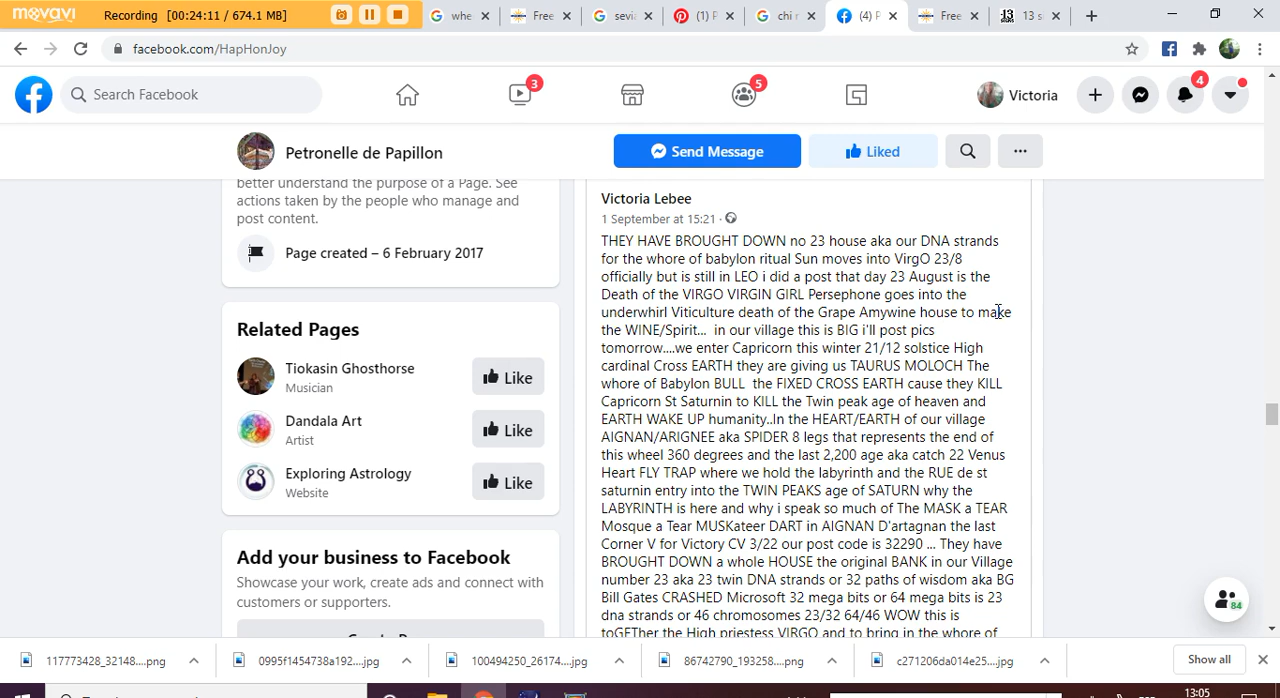 movavi
Recording [00:24:11 / 674.1 MB]
whe
Free
sevia
(1) P
chi n
(4) P
Free
13 s
facebook.com/HapHonJoy
Search Facebook
3
5
Victoria
4
Petronelle de Papillon
Send Message
Liked
better understand the purpose of a Page. See
actions taken by the people who manage and
post content.
Page created – 6 February 2017
Related Pages
Tiokasin Ghosthorse
Musician
Like
Dandala Art
Artist
Like
Exploring Astrology
Website
Like
Add your business to Facebook
Showcase your work, create ads and connect with
customers or supporters.
Victoria Lebee
1 September at 15:21 ·
THEY HAVE BROUGHT DOWN no 23 house aka our DNA strands
for the whore of babylon ritual Sun moves into VirgO 23/8
officially but is still in LEO i did a post that day 23 August is the
Death of the VIRGO VIRGIN GIRL Persephone goes into the
underwhirl Viticulture death of the Grape Amywine house to make
the WINE/Spirit... in our village this is BIG i'll post pics
tomorrow....we enter Capricorn this winter 21/12 solstice High
cardinal Cross EARTH they are giving us TAURUS MOLOCH The
whore of Babylon BULL the FIXED CROSS EARTH cause they KILL
Capricorn St Saturnin to KILL the Twin peak age of heaven and
EARTH WAKE UP humanity..In the HEART/EARTH of our village
AIGNAN/ARIGNEE aka SPIDER 8 legs that represents the end of
this wheel 360 degrees and the last 2,200 age aka catch 22 Venus
Heart FLY TRAP where we hold the labyrinth and the RUE de st
saturnin entry into the TWIN PEAKS age of SATURN why the
LABYRINTH is here and why i speak so much of The MASK a TEAR
Mosque a Tear MUSKateer DART in AIGNAN D'artagnan the last
Corner V for Victory CV 3/22 our post code is 32290 ... They have
BROUGHT DOWN a whole HOUSE the original BANK in our Village
number 23 aka 23 twin DNA strands or 32 paths of wisdom aka BG
Bill Gates CRASHED Microsoft 32 mega bits or 64 mega bits is 23
dna strands or 46 chromosomes 23/32 64/46 WOW this is
toGETher the High priestess VIRGO and to bring in the whore of
84
117773428_32148....png
0995f1454738a192....jpg
100494250_26174....jpg
86742790_193258....png
c271206da014e25....jpg
Show all
13:05